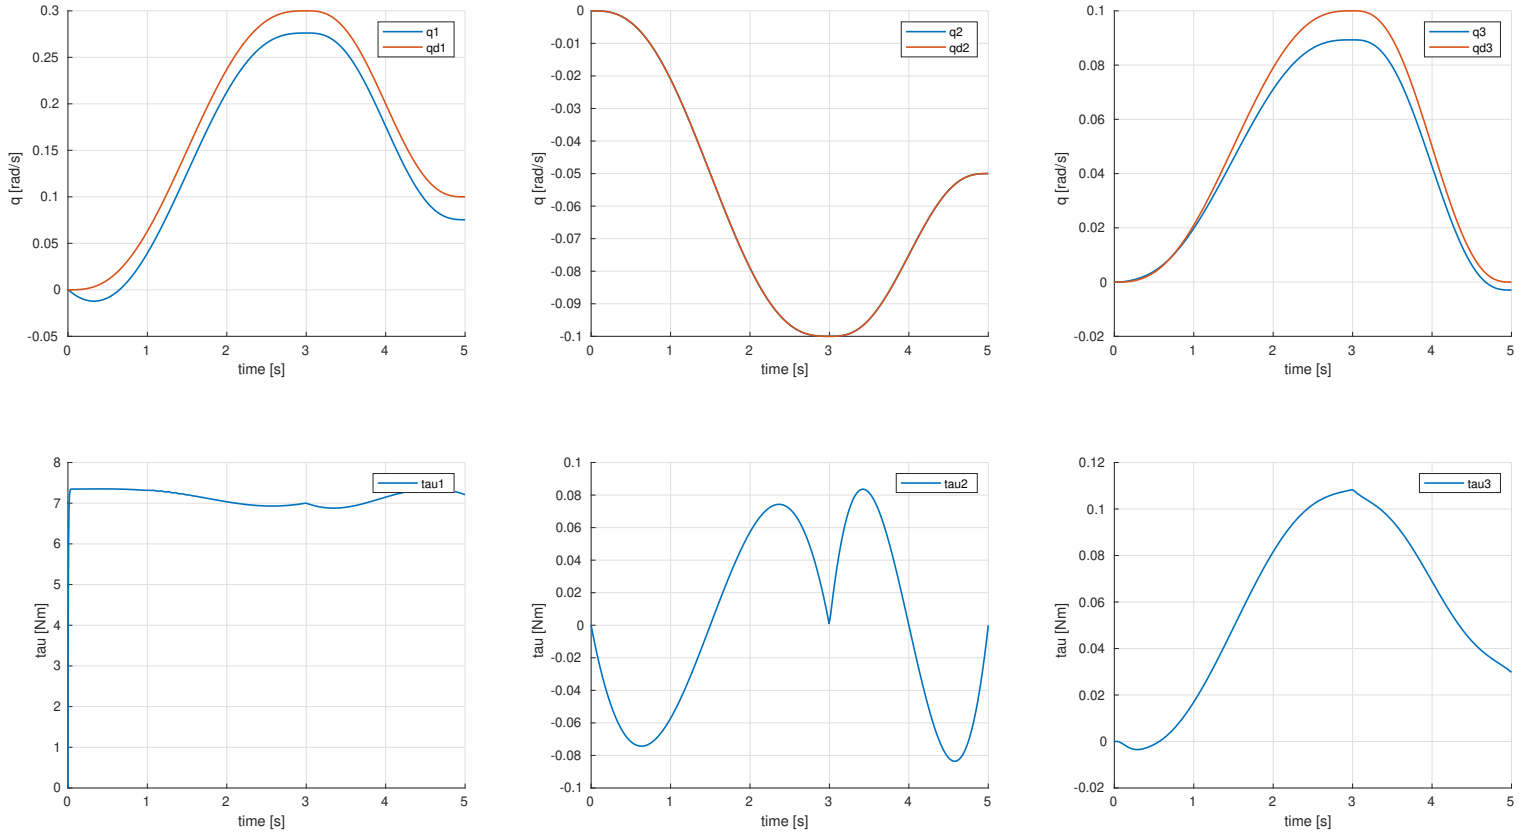 0.3
0.25
0.2
0.15
0.1
0.05
0
-0.05
q [rad/s]
q1
qd1
0 1 2 3 4 5
time [s]
0
-0.01
-0.02
-0.03
-0.04
-0.05
-0.06
-0.07
-0.08
-0.09
-0.1
q [rad/s]
q2
qd2
0 1 2 3 4 5
time [s]
0.1
0.08
0.06
0.04
0.02
0
-0.02
q [rad/s]
q3
qd3
0 1 2 3 4 5
time [s]
8
7
6
5
4
3
2
1
0
tau [Nm]
tau1
0 1 2 3 4 5
time [s]
0.1
0.08
0.06
0.04
0.02
0
-0.02
-0.04
-0.06
-0.08
-0.1
tau [Nm]
tau2
0 1 2 3 4 5
time [s]
0.12
0.1
0.08
0.06
0.04
0.02
0
-0.02
tau [Nm]
tau3
0 1 2 3 4 5
time [s]